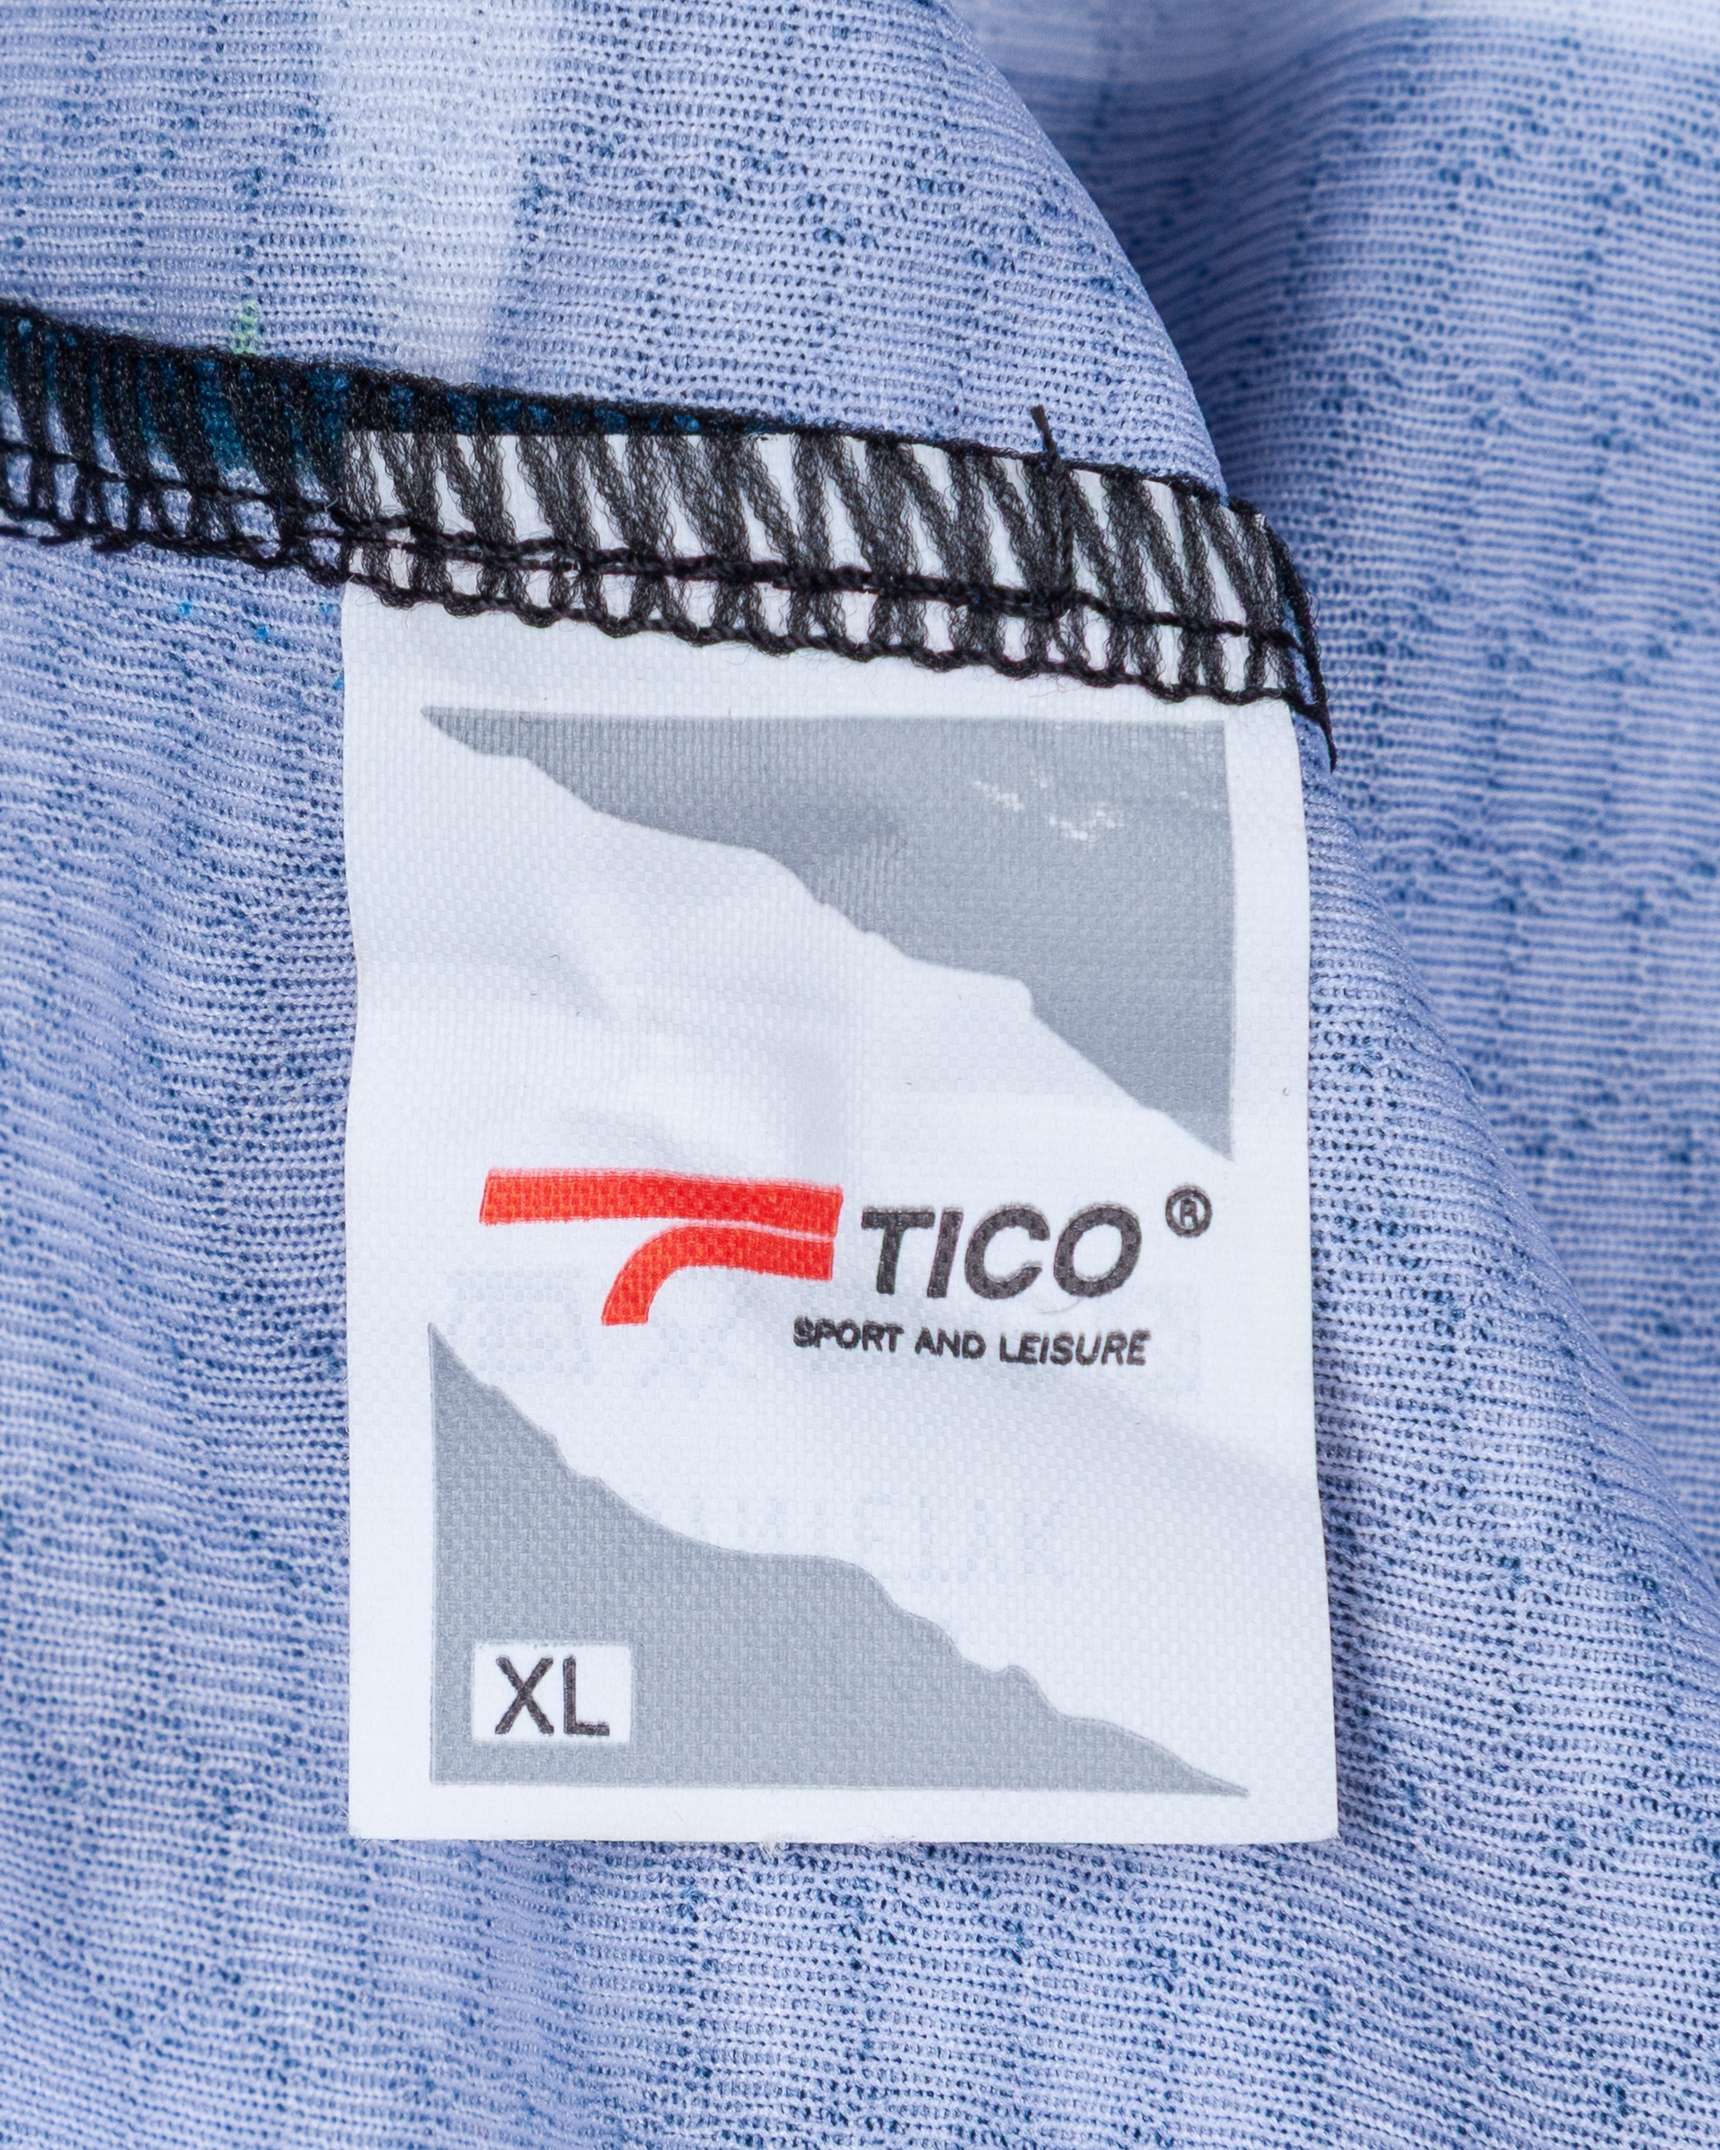 TICO ®
SPORT AND LEISURE
XL